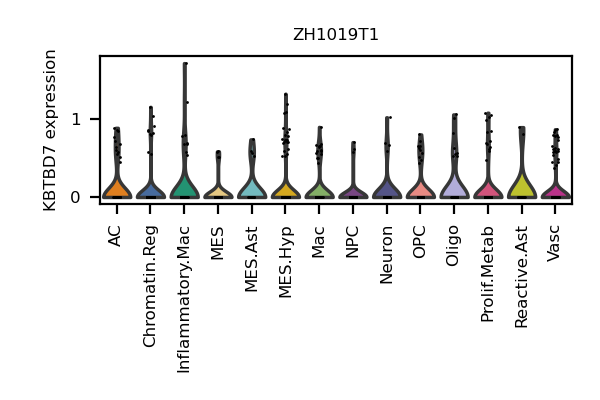 ZH1019T1
KBTBD7 expression
1
0
AC
Chromatin.Reg
Inflammatory.Mac
MES
MES.Ast
MES.Hyp
Mac
NPC
Neuron
OPC
Oligo
Prolif.Metab
Reactive.Ast
Vasc